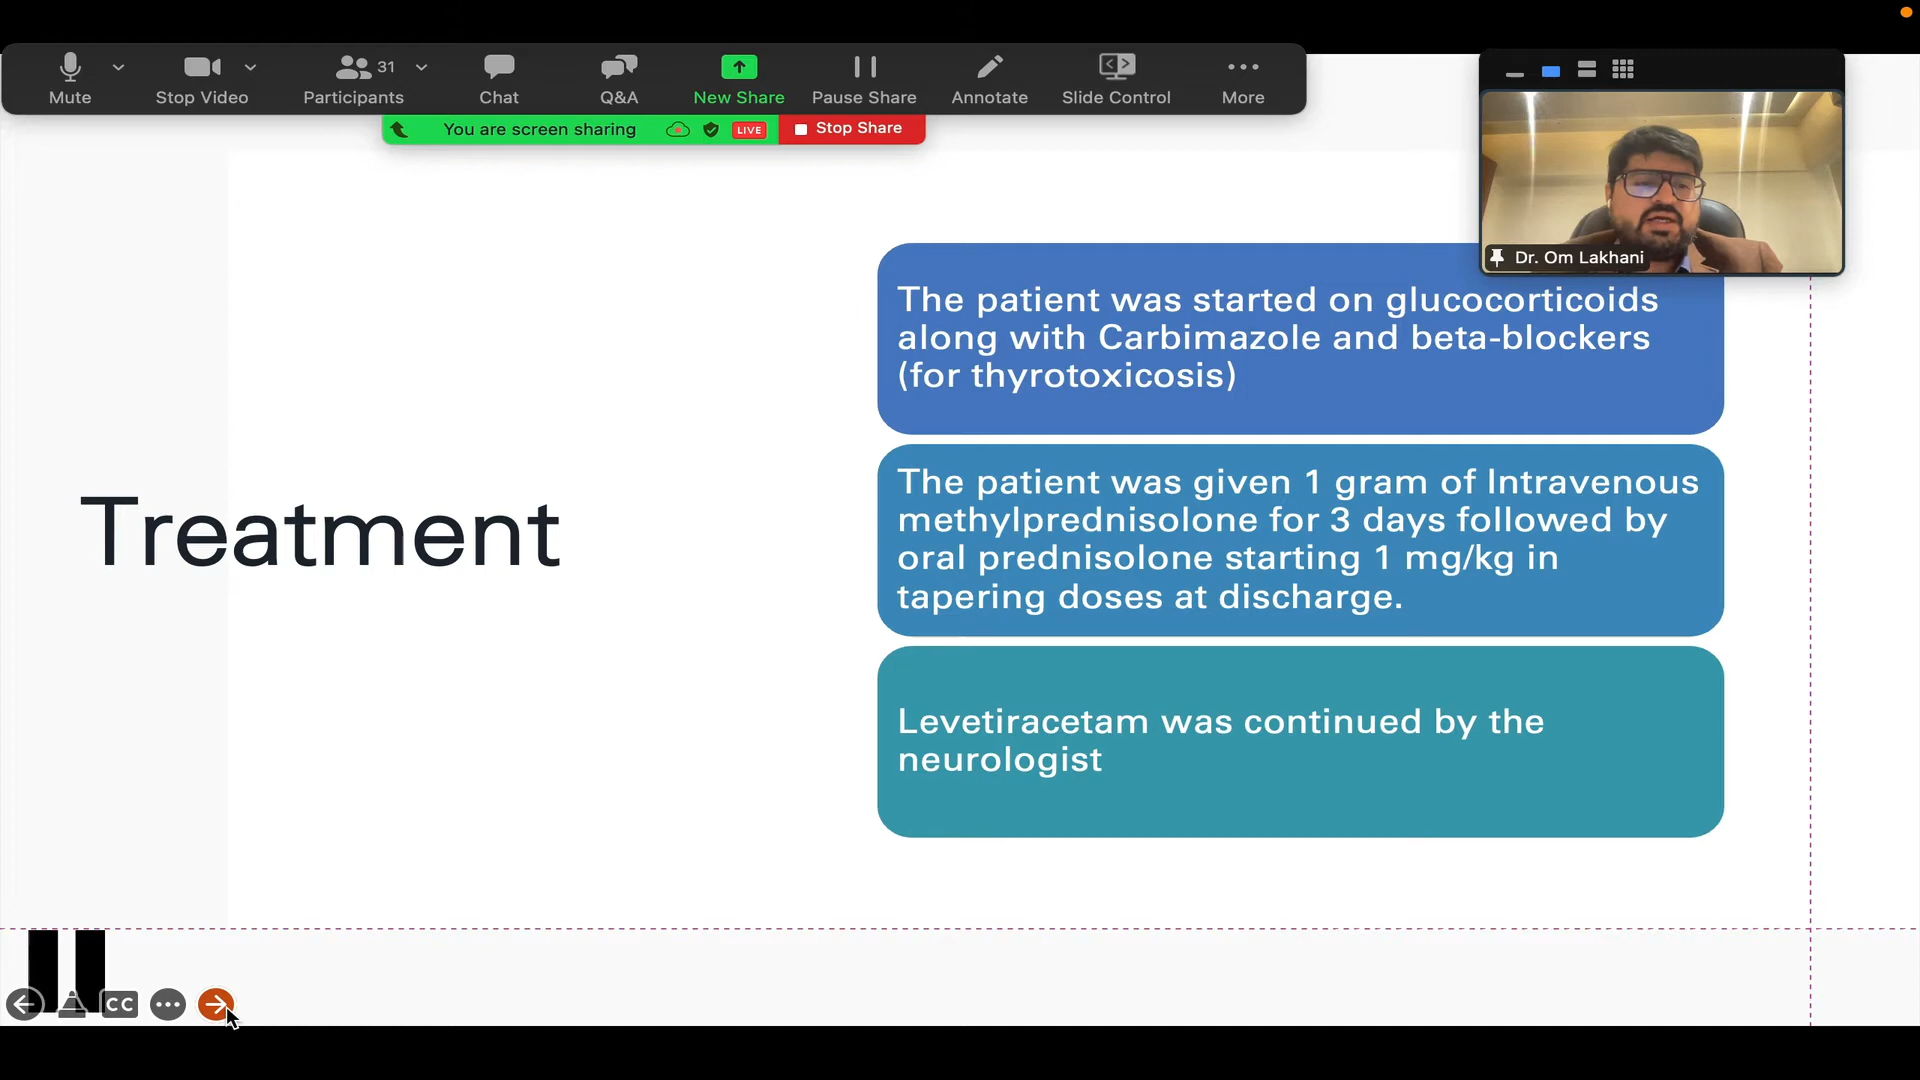 Mute
Stop Video
31
Participants
Chat
Q&A
New Share
Pause Share
Annotate
Slide Control
More
You are screen sharing
LIVE
Stop Share
Dr. Om Lakhani
Treatment
The patient was started on glucocorticoids
along with Carbimazole and beta-blockers
(for thyrotoxicosis)
The patient was given 1 gram of Intravenous
methylprednisolone for 3 days followed by
oral prednisolone starting 1 mg/kg in
tapering doses at discharge.
Levetiracetam was continued by the
neurologist
CC